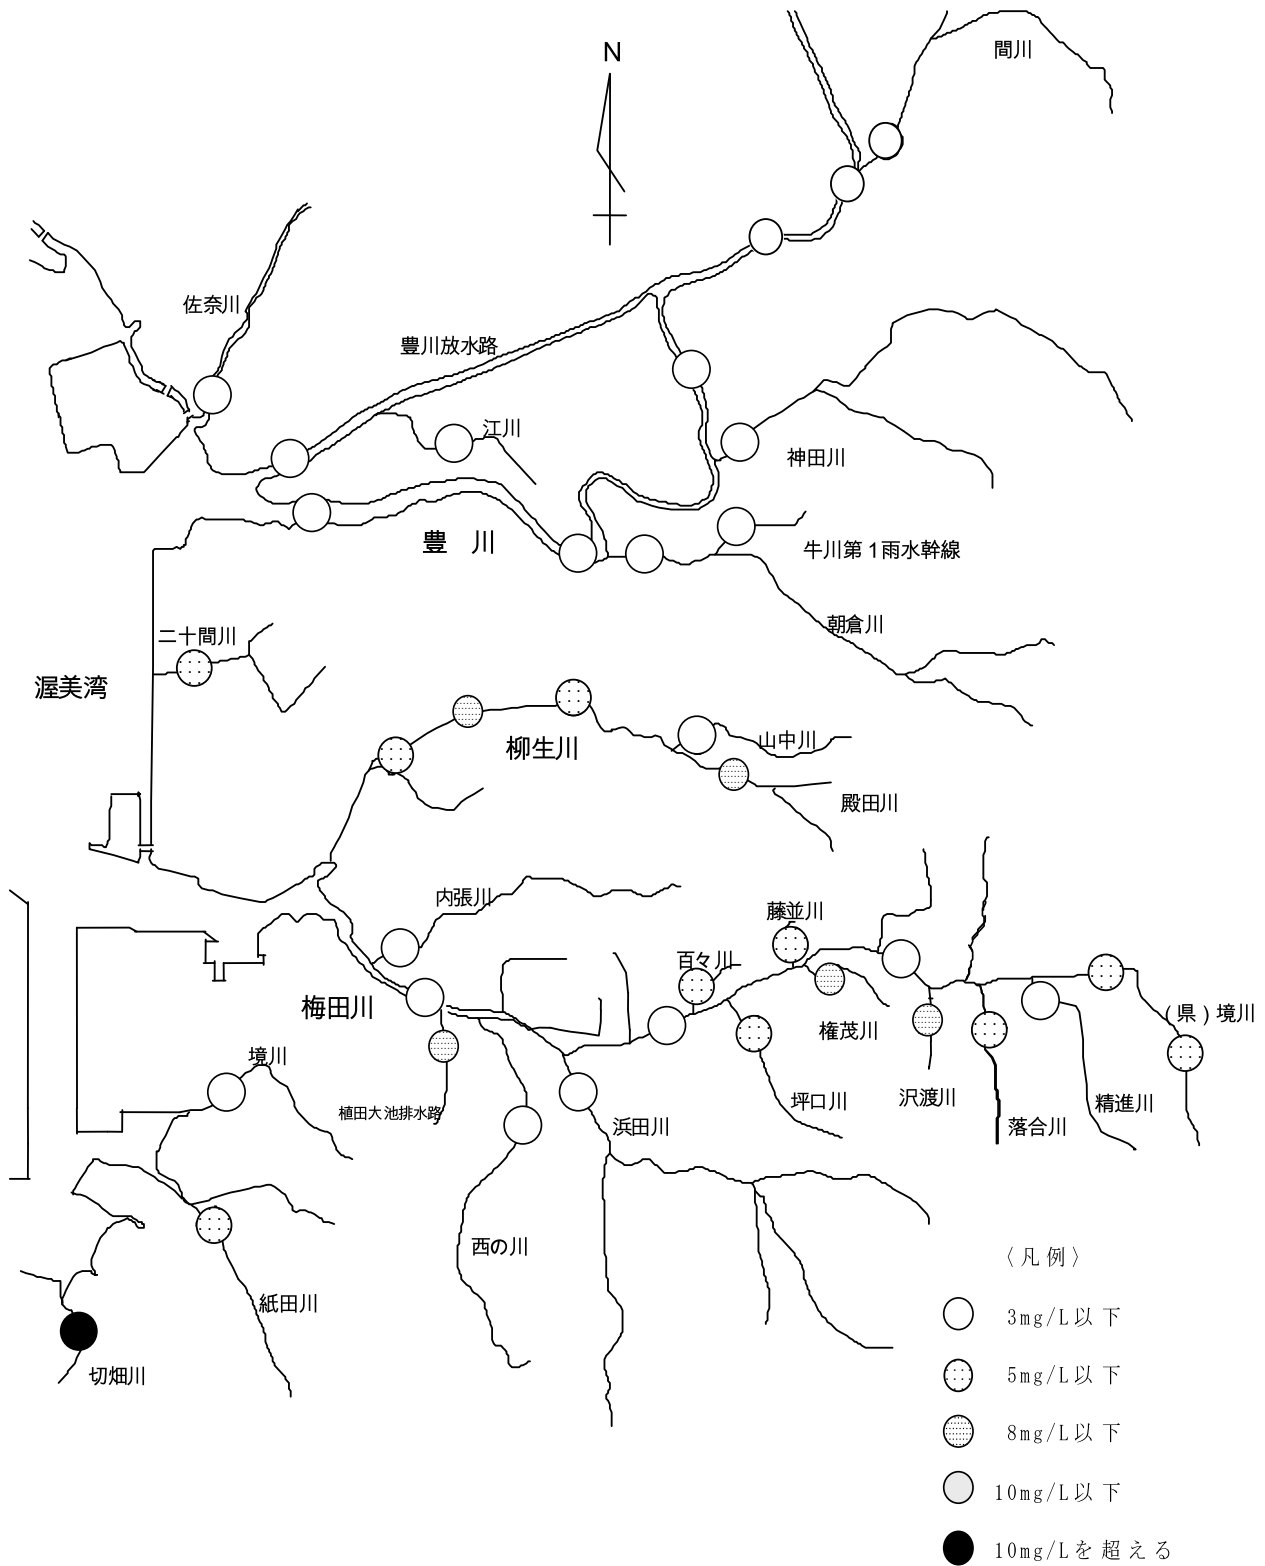 間川
N
佐奈川
豊川放水路
江川
神田川
豊 川
牛川第1雨水幹線
朝倉川
二十間川
渥美湾
柳生川
山中川
殿田川
内張川
藤並川
百々川
梅田川
(県)境川
権茂川
境川
沢渡川
坪口川
精進川
植田大池排水路
浜田川
落合川
西の川
紙田川
切畑川
〈凡例〉
3mg/L以下
5mg/L以下
8mg/L以下
10mg/L以下
10mg/Lを超える